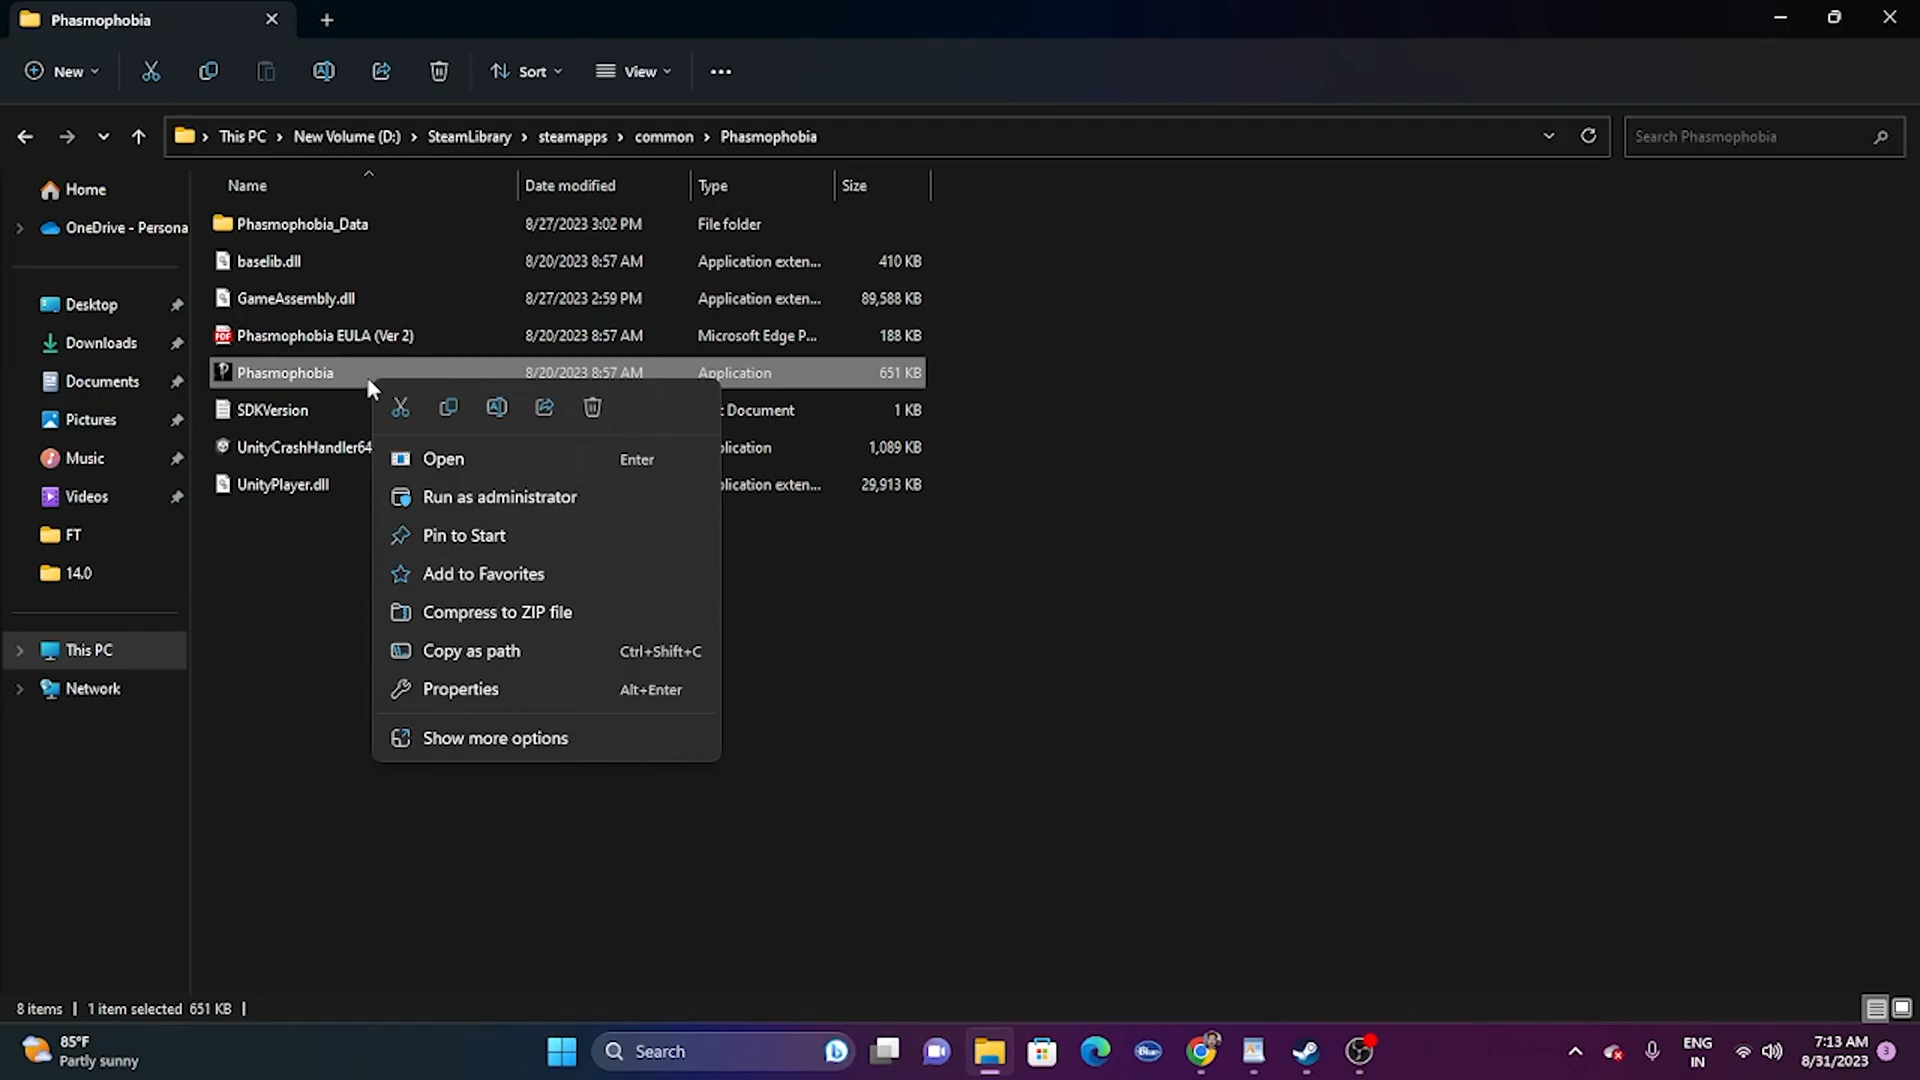 Phasmophobia
New
Sort
View
This PC > New Volume (D:) > SteamLibrary > steamapps > common > Phasmophobia
Search Phasmophobia
Home
OneDrive - Persona
Desktop
Downloads
Documents
Pictures
Music
Videos
FT
14.0
This PC
Network
Name Date modified Type Size
Phasmophobia_Data 8/27/2023 3:02 PM File folder
baselib.dll 8/20/2023 8:57 AM Application exten... 410 KB
GameAssembly.dll 8/27/2023 2:59 PM Application exten... 89,588 KB
PDF Phasmophobia EULA (Ver 2) 8/20/2023 8:57 AM Microsoft Edge P... 188 KB
Phasmophobia 8/20/2023 8:57 AM Application 651 KB
SDKVersion t Document 1 KB
UnityCrashHandler64 plication 1,089 KB
UnityPlayer.dll plication exten... 29,913 KB
Open Enter
Run as administrator
Pin to Start
Add to Favorites
Compress to ZIP file
Copy as path Ctrl+Shift+C
Properties Alt+Enter
Show more options
8 items | 1 item selected 651 KB |
85°F
Partly sunny
Search
ENG
IN
7:13 AM
8/31/2023
3